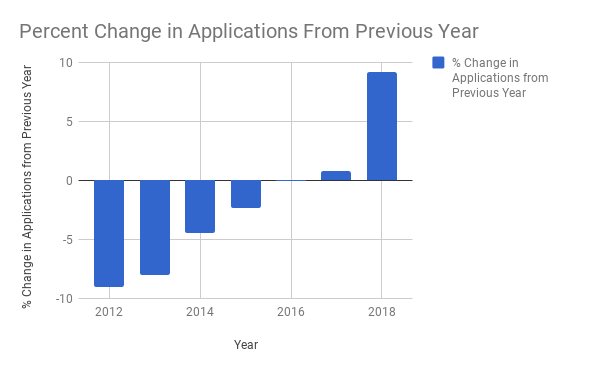 Percent Change in Applications From Previous Year
% Change in Applications from Previous Year
10
5
0
-5
-10
2012
2014
2016
2018
Year
% Change in
Applications from
Previous Year